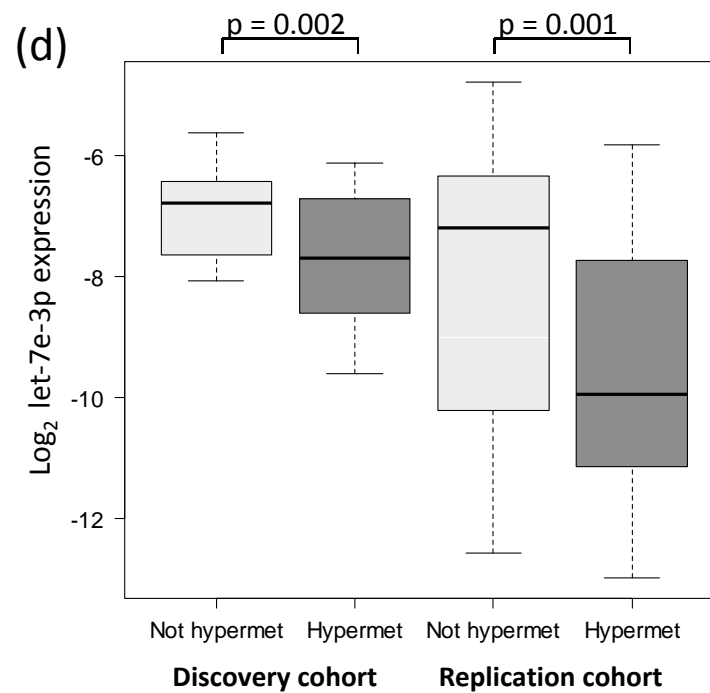 (d)
p = 0.002 p = 0.001
Log₂ let-7e-3p expression
-6
-8
-10
-12
Not hypermet Hypermet Not hypermet Hypermet
Discovery cohort Replication cohort